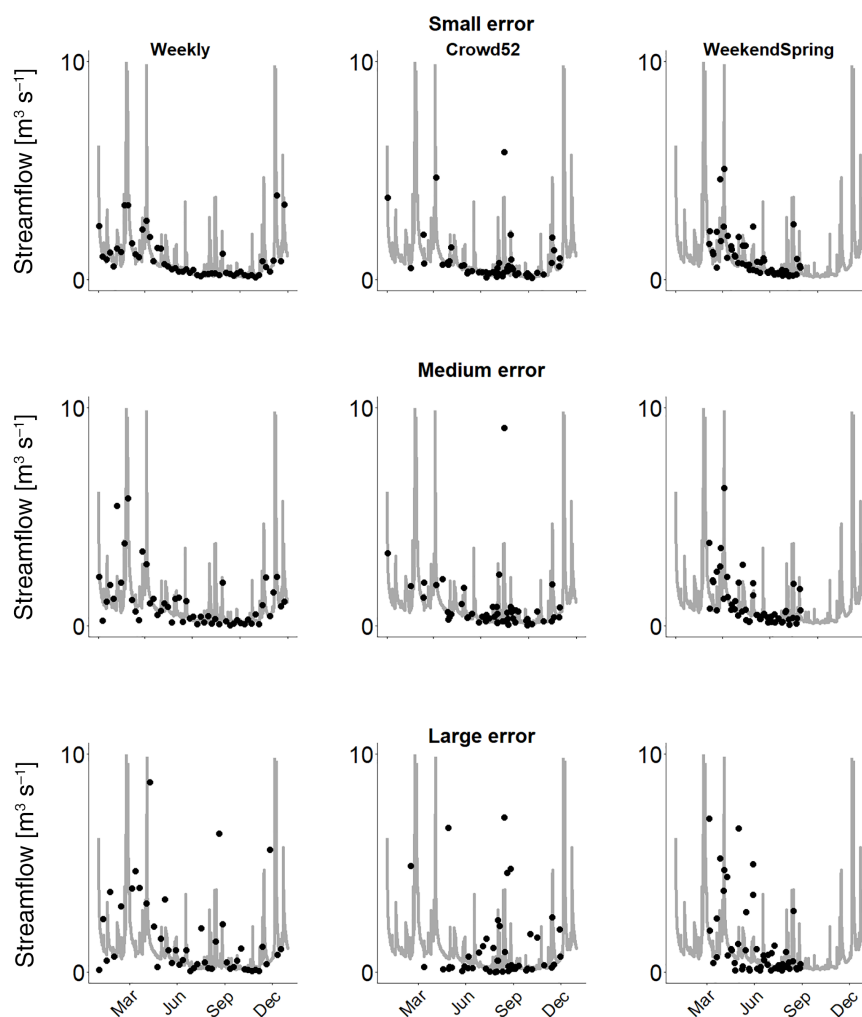 Small error
Weekly Crowd52 WeekendSpring
Streamflow [m³ s⁻¹]
10 10 10
0 0 0
Medium error
Streamflow [m³ s⁻¹]
10 10 10
0 0 0
Large error
Streamflow [m³ s⁻¹]
10 10 10
0 0 0
Mar Jun Sep Dec Mar Jun Sep Dec Mar Jun Sep Dec